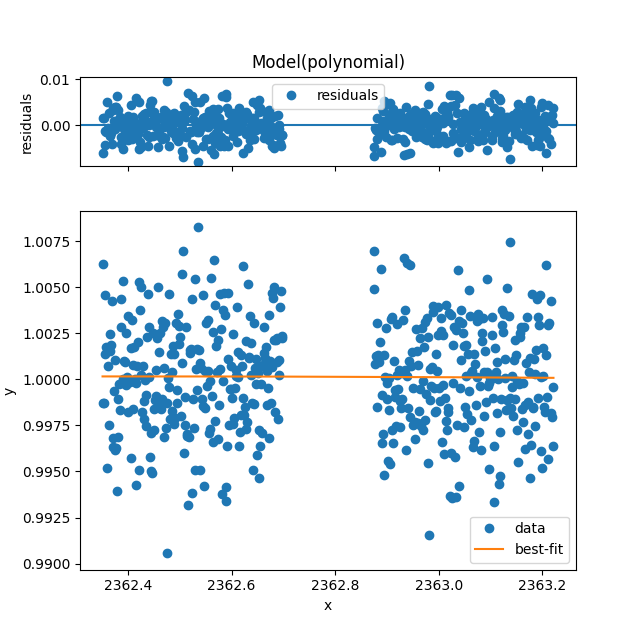 Model(polynomial)
0.01
0.00
residuals
residuals
1.0075
1.0050
1.0025
1.0000
0.9975
0.9950
0.9925
0.9900
y
data
best-fit
2362.4 2362.6 2362.8 2363.0 2363.2
x